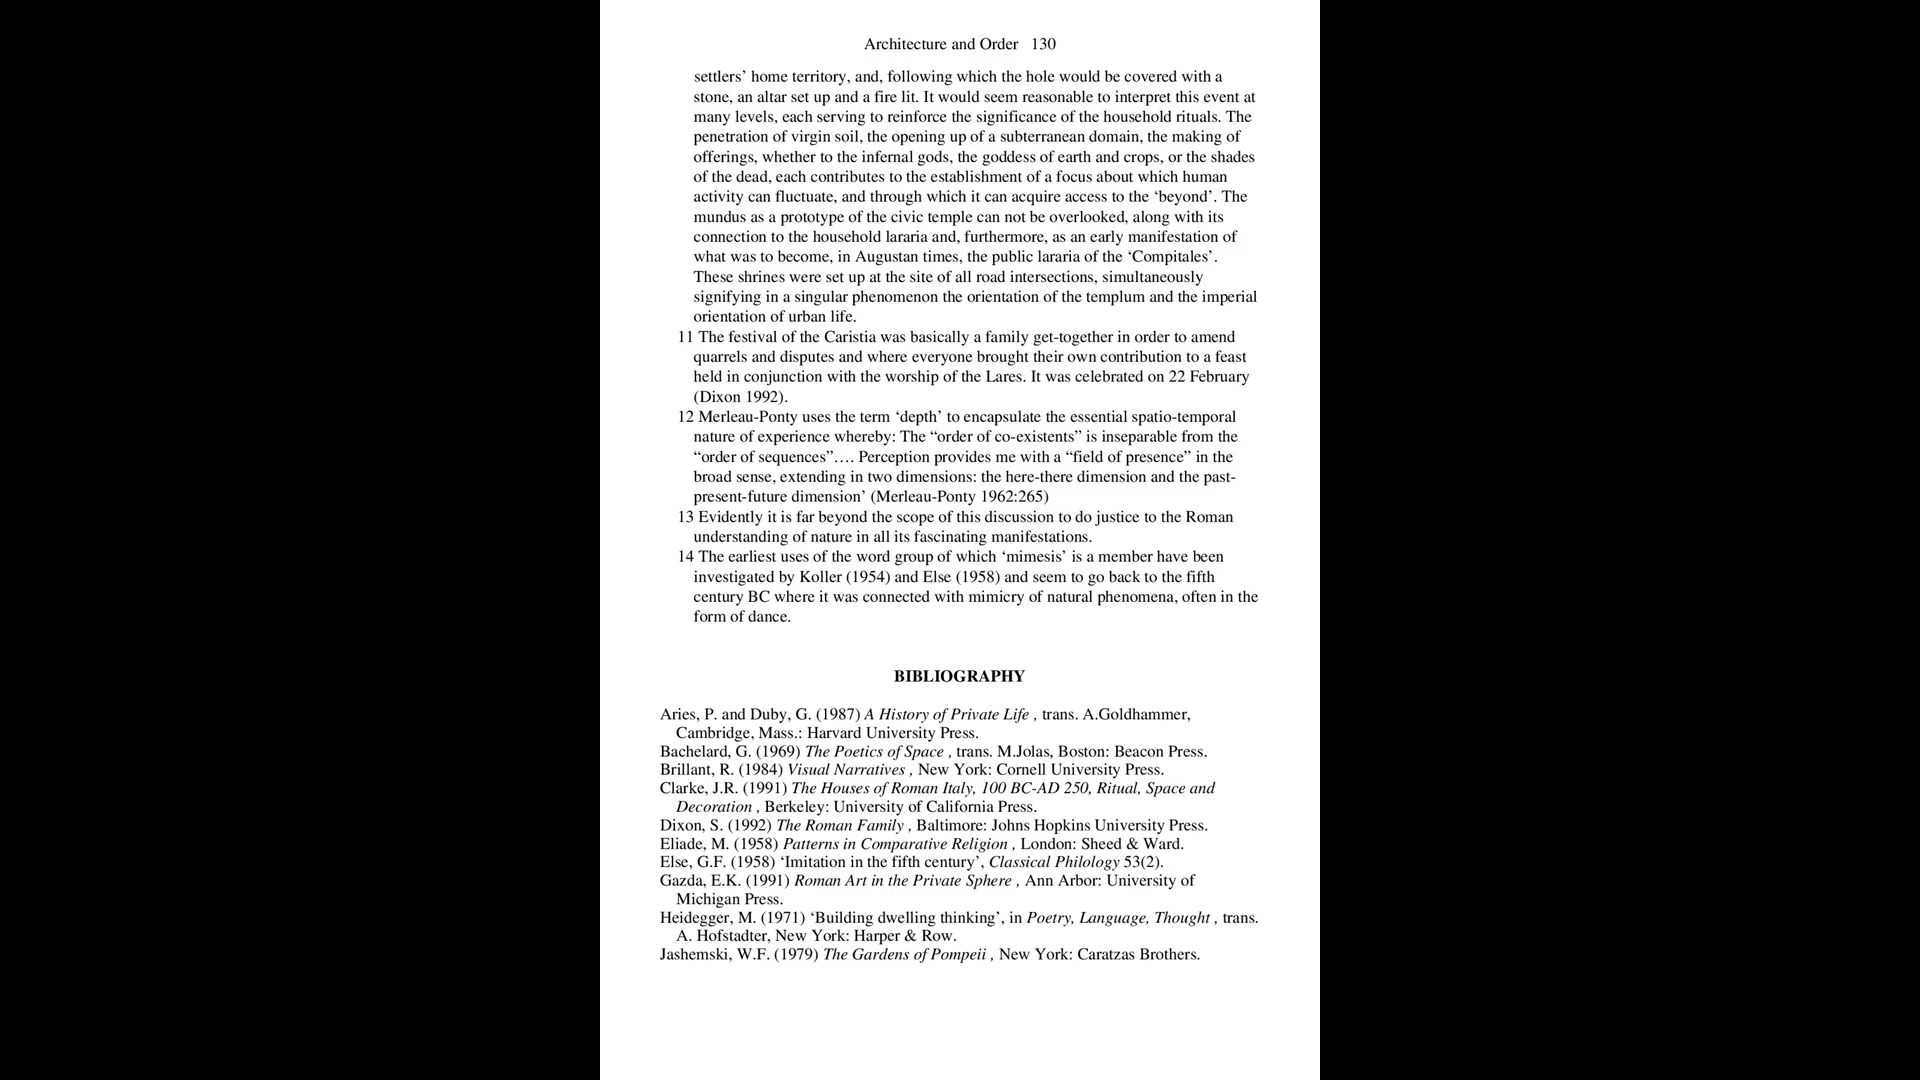 Architecture and Order 130
settlers’ home territory, and, following which the hole would be covered with a
stone, an altar set up and a fire lit. It would seem reasonable to interpret this event at
many levels, each serving to reinforce the significance of the household rituals. The
penetration of virgin soil, the opening up of a subterranean domain, the making of
offerings, whether to the infernal gods, the goddess of earth and crops, or the shades
of the dead, each contributes to the establishment of a focus about which human
activity can fluctuate, and through which it can acquire access to the ‘beyond’. The
mundus as a prototype of the civic temple can not be overlooked, along with its
connection to the household lararia and, furthermore, as an early manifestation of
what was to become, in Augustan times, the public lararia of the ‘Compitales’.
These shrines were set up at the site of all road intersections, simultaneously
signifying in a singular phenomenon the orientation of the templum and the imperial
orientation of urban life.
11 The festival of the Caristia was basically a family get-together in order to amend
quarrels and disputes and where everyone brought their own contribution to a feast
held in conjunction with the worship of the Lares. It was celebrated on 22 February
(Dixon 1992).
12 Merleau-Ponty uses the term ‘depth’ to encapsulate the essential spatio-temporal
nature of experience whereby: The “order of co-existents” is inseparable from the
“order of sequences”…. Perception provides me with a “field of presence” in the
broad sense, extending in two dimensions: the here-there dimension and the past-
present-future dimension’ (Merleau-Ponty 1962:265)
13 Evidently it is far beyond the scope of this discussion to do justice to the Roman
understanding of nature in all its fascinating manifestations.
14 The earliest uses of the word group of which ‘mimesis’ is a member have been
investigated by Koller (1954) and Else (1958) and seem to go back to the fifth
century BC where it was connected with mimicry of natural phenomena, often in the
form of dance.
BIBLIOGRAPHY
Aries, P. and Duby, G. (1987) A History of Private Life , trans. A.Goldhammer,
Cambridge, Mass.: Harvard University Press.
Bachelard, G. (1969) The Poetics of Space , trans. M.Jolas, Boston: Beacon Press.
Brillant, R. (1984) Visual Narratives , New York: Cornell University Press.
Clarke, J.R. (1991) The Houses of Roman Italy, 100 BC-AD 250, Ritual, Space and
Decoration , Berkeley: University of California Press.
Dixon, S. (1992) The Roman Family , Baltimore: Johns Hopkins University Press.
Eliade, M. (1958) Patterns in Comparative Religion , London: Sheed & Ward.
Else, G.F. (1958) ‘Imitation in the fifth century’, Classical Philology 53(2).
Gazda, E.K. (1991) Roman Art in the Private Sphere , Ann Arbor: University of
Michigan Press.
Heidegger, M. (1971) ‘Building dwelling thinking’, in Poetry, Language, Thought , trans.
A. Hofstadter, New York: Harper & Row.
Jashemski, W.F. (1979) The Gardens of Pompeii , New York: Caratzas Brothers.